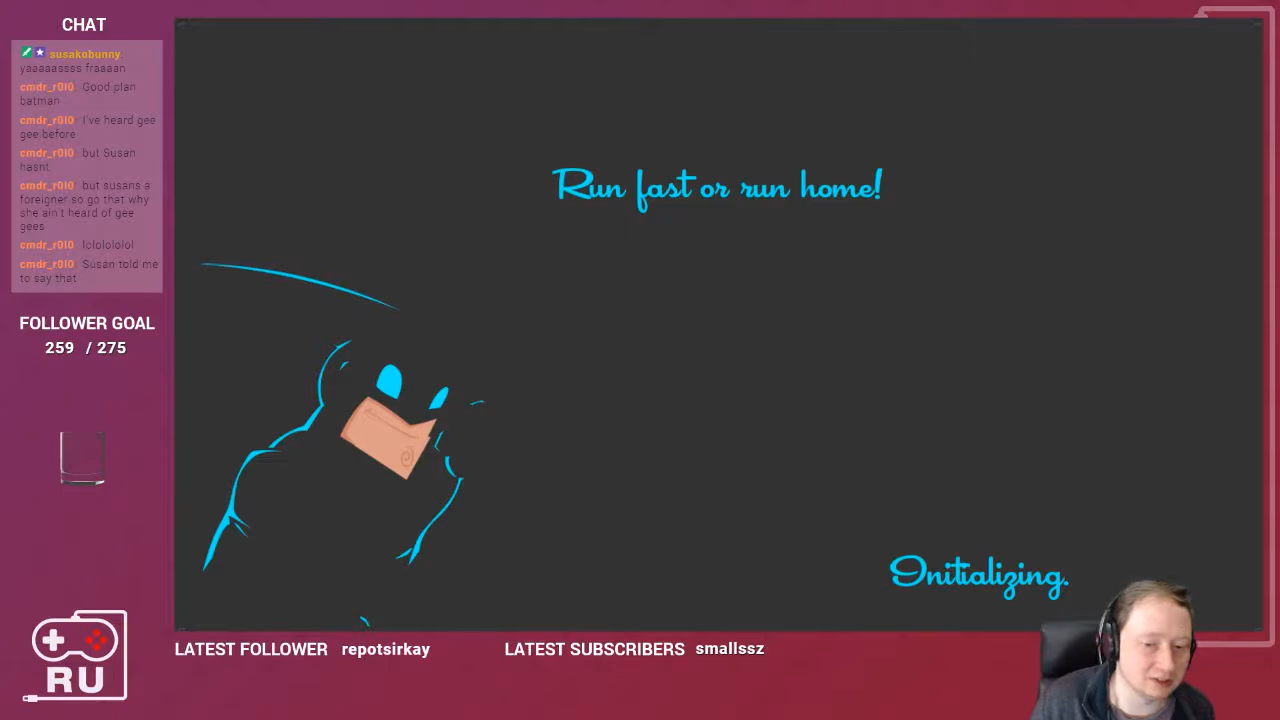 CHAT
susakobunny
yaaaaassss fraaaan
cmdr_r0l0 Good plan
batman
cmdr_r0l0 I've heard gee
gee before
cmdr_r0l0 but Susan
hasnt
cmdr_r0l0 but susans a
foreigner so go that why
she ain't heard of gee
gees
cmdr_r0l0 lolololol
cmdr_r0l0 Susan told me
to say that
FOLLOWER GOAL
259 / 275
Run fast or run home!
Initializing.
RU
LATEST FOLLOWER repotsirkay LATEST SUBSCRIBERS smallssz